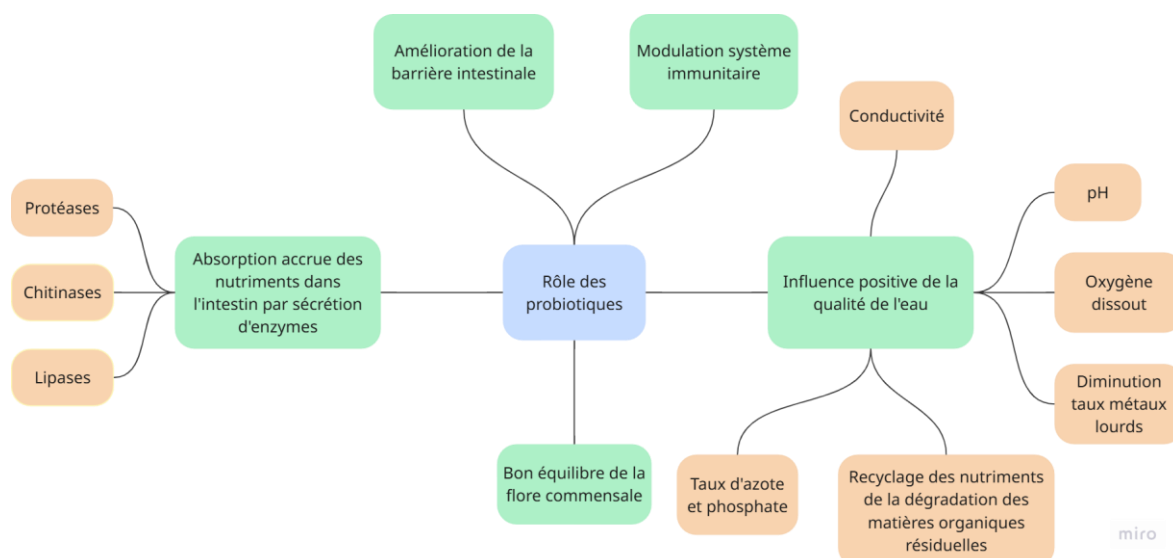 Amélioration de la
barrière intestinale
Modulation système
immunitaire
Conductivité
Protéases
Chitinases
Lipases
Absorption accrue des
nutriments dans
l'intestin par sécrétion
d'enzymes
Rôle des
probiotiques
Influence positive de la
qualité de l'eau
pH
Oxygène
dissout
Diminution
taux métaux
lourds
Bon équilibre de la
flore commensale
Taux d'azote
et phosphate
Recyclage des nutriments
de la dégradation des
matières organiques
résiduelles
miro